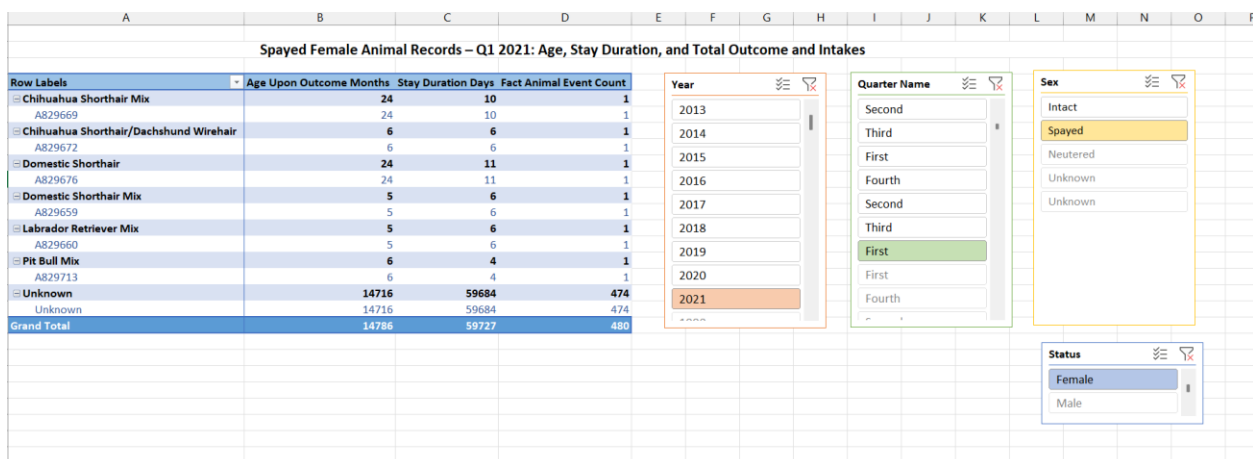 A B C D E F G H I J K L M N O
Spayed Female Animal Records – Q1 2021: Age, Stay Duration, and Total Outcome and Intakes
Row Labels Age Upon Outcome Months Stay Duration Days Fact Animal Event Count
Chihuahua Shorthair Mix 24 10 1
A829669 24 10 1
Chihuahua Shorthair/Dachshund Wirehair 6 6 1
A829672 6 6 1
Domestic Shorthair 24 11 1
A829676 24 11 1
Domestic Shorthair Mix 5 6 1
A829659 5 6 1
Labrador Retriever Mix 5 6 1
A829660 5 6 1
Pit Bull Mix 6 4 1
A829713 6 4 1
Unknown 14716 59684 474
Unknown 14716 59684 474
Grand Total 14786 59727 480
Year
2013
2014
2015
2016
2017
2018
2019
2020
2021
Quarter Name
Second
Third
First
Fourth
Second
Third
First
First
Fourth
Sex
Intact
Spayed
Neutered
Unknown
Unknown
Status
Female
Male